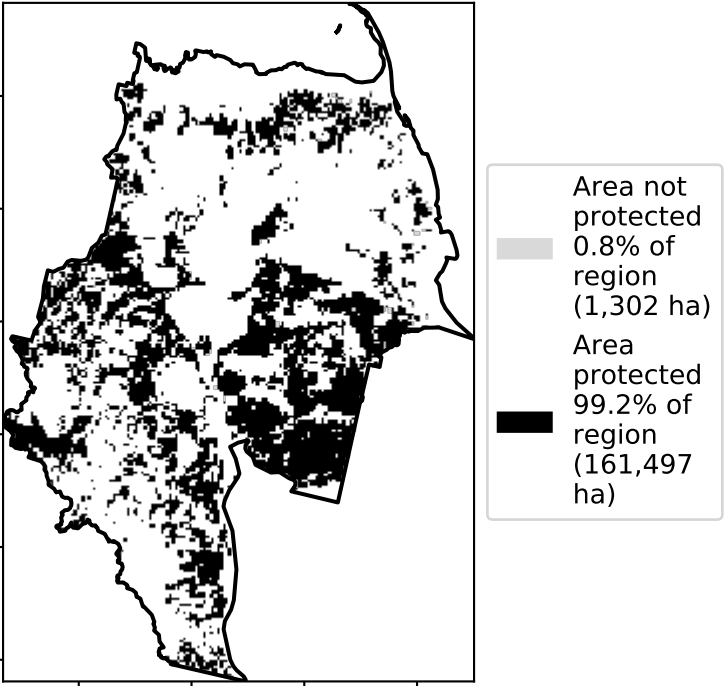 Area not
protected
0.8% of
region
(1,302 ha)
Area
protected
99.2% of
region
(161,497
ha)